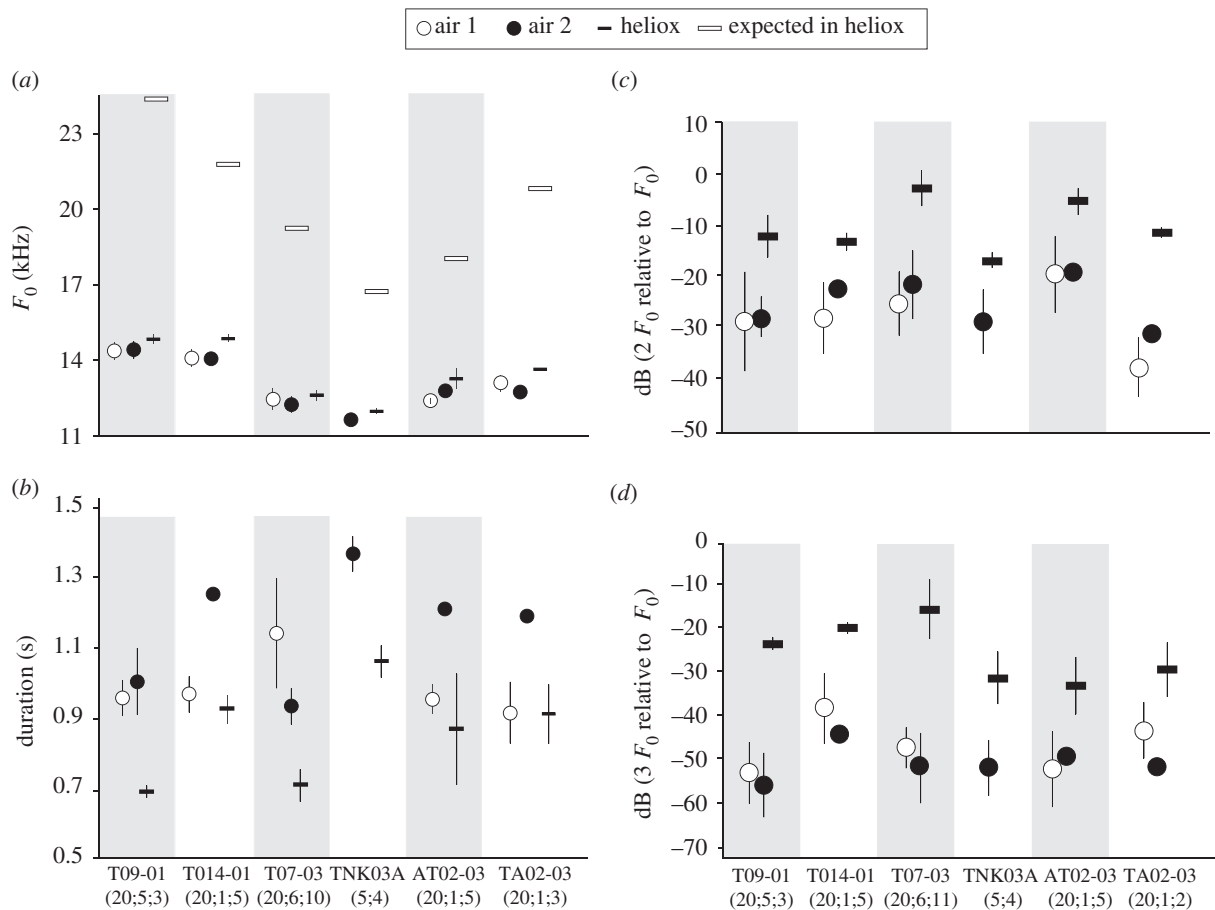 air 1 air 2 heliox expected in heliox
(a)
23
20
17
14
11
F0 (kHz)
(c)
10
0
−10
−20
−30
−40
−50
dB (2 F0 relative to F0)
(b)
1.5
1.3
1.1
0.9
0.7
0.5
duration (s)
T09-01 T014-01 T07-03 TNK03A AT02-03 TA02-03
(20;5;3) (20;1;5) (20;6;10) (5;4) (20;1;5) (20;1;3)
(d)
0
−10
−20
−30
−40
−50
−60
−70
dB (3 F0 relative to F0)
T09-01 T014-01 T07-03 TNK03A AT02-03 TA02-03
(20;5;3) (20;1;5) (20;6;11) (5;4) (20;1;5) (20;1;2)